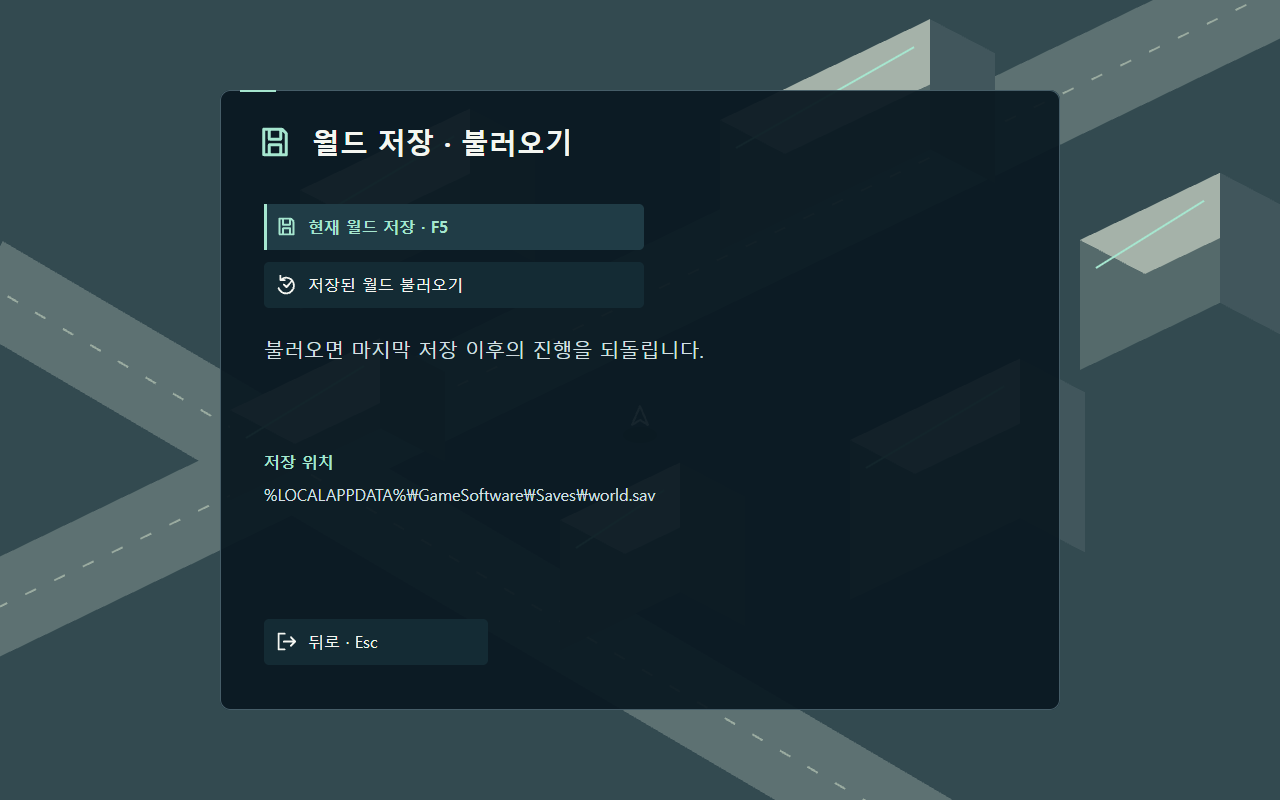 월드 저장 · 불러오기
현재 월드 저장 · F5
저장된 월드 불러오기
불러오면 마지막 저장 이후의 진행을 되돌립니다.
저장 위치
%LOCALAPPDATA%₩GameSoftware₩Saves₩world.sav
뒤로 · Esc